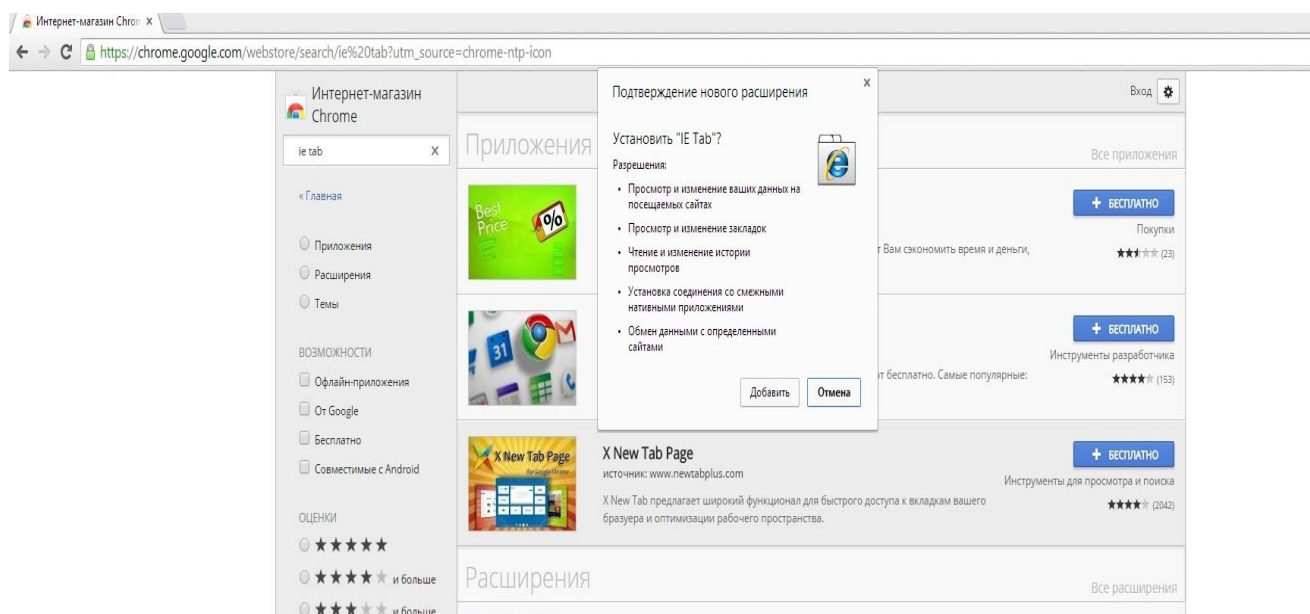 Интернет-магазин Chron x
https://chrome.google.com/webstore/search/ie%20tab?utm_source=chrome-ntp-icon
Интернет-магазин
Chrome
ie tab X
« Главная
Приложения
Расширения
Темы
ВОЗМОЖНОСТИ
Офлайн-приложения
От Google
Бесплатно
Совместимые с Android
ОЦЕНКИ
и больше
и больше
Вход
Приложения
Все приложения
Best
Price
%
т Вам сэкономить время и деньги,
+ БЕСПЛАТНО
Покупки
(23)
31
+ БЕСПЛАТНО
Инструменты разработчика
ют бесплатно. Самые популярные:
(153)
X New Tab Page
X New Tab Page
источник: www.newtabplus.com
X New Tab предлагает широкий функционал для быстрого доступа к вкладкам вашего
бразуера и оптимизации рабочего пространства.
+ БЕСПЛАТНО
Инструменты для просмотра и поиска
(2042)
Расширения
Все расширения
Подтверждение нового расширения x
Установить "IE Tab"?
Разрешения:
• Просмотр и изменение ваших данных на
посещаемых сайтах
• Просмотр и изменение закладок
• Чтение и изменение истории
просмотров
• Установка соединения со смежными
нативными приложениями
• Обмен данными с определенными
сайтами
Добавить Отмена